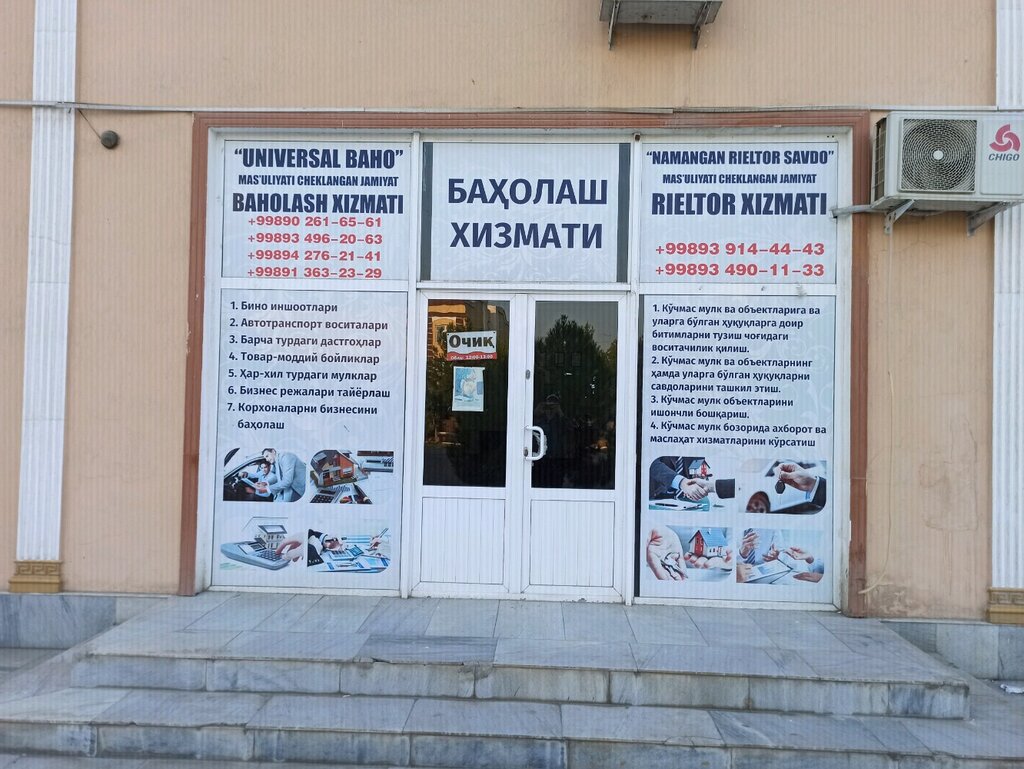 “UNIVERSAL BAHO”
MAS'ULIYATI CHEKLANGAN JAMIYAT
BAHOLASH XIZMATI
+99890 261-65-61
+99893 496-20-63
+99894 276-21-41
+99891 363-23-29
БАҲОЛАШ
ХИЗМАТИ
“NAMANGAN RIELTOR SAVDO”
MAS'ULIYATI CHEKLANGAN JAMIYAT
RIELTOR XIZMATI
+99893 914-44-43
+99893 490-11-33
CHIGO
1. Бино иншоотлари
2. Автотранспорт воситалари
3. Барча турдаги дастгоҳлар
4. Товар-моддий бойликлар
5. Ҳар-хил турдаги мулклар
6. Бизнес режалари тайёрлаш
7. Корхоналарни бизнесини
баҳолаш
Очиқ
1. Кўчмас мулк ва объектларига ва
уларга бўлган ҳуқуқларга доир
битимларни тузиш чоғидаги
воситачилик қилиш.
2. Кўчмас мулк ва объектларнинг
ҳамда уларга бўлган ҳуқуқларни
савдоларини ташкил этиш.
3. Кўчмас мулк объектларини
ишончли бошқариш.
4. Кўчмас мулк бозорида ахборот ва
маслаҳат хизматларини кўрсатиш